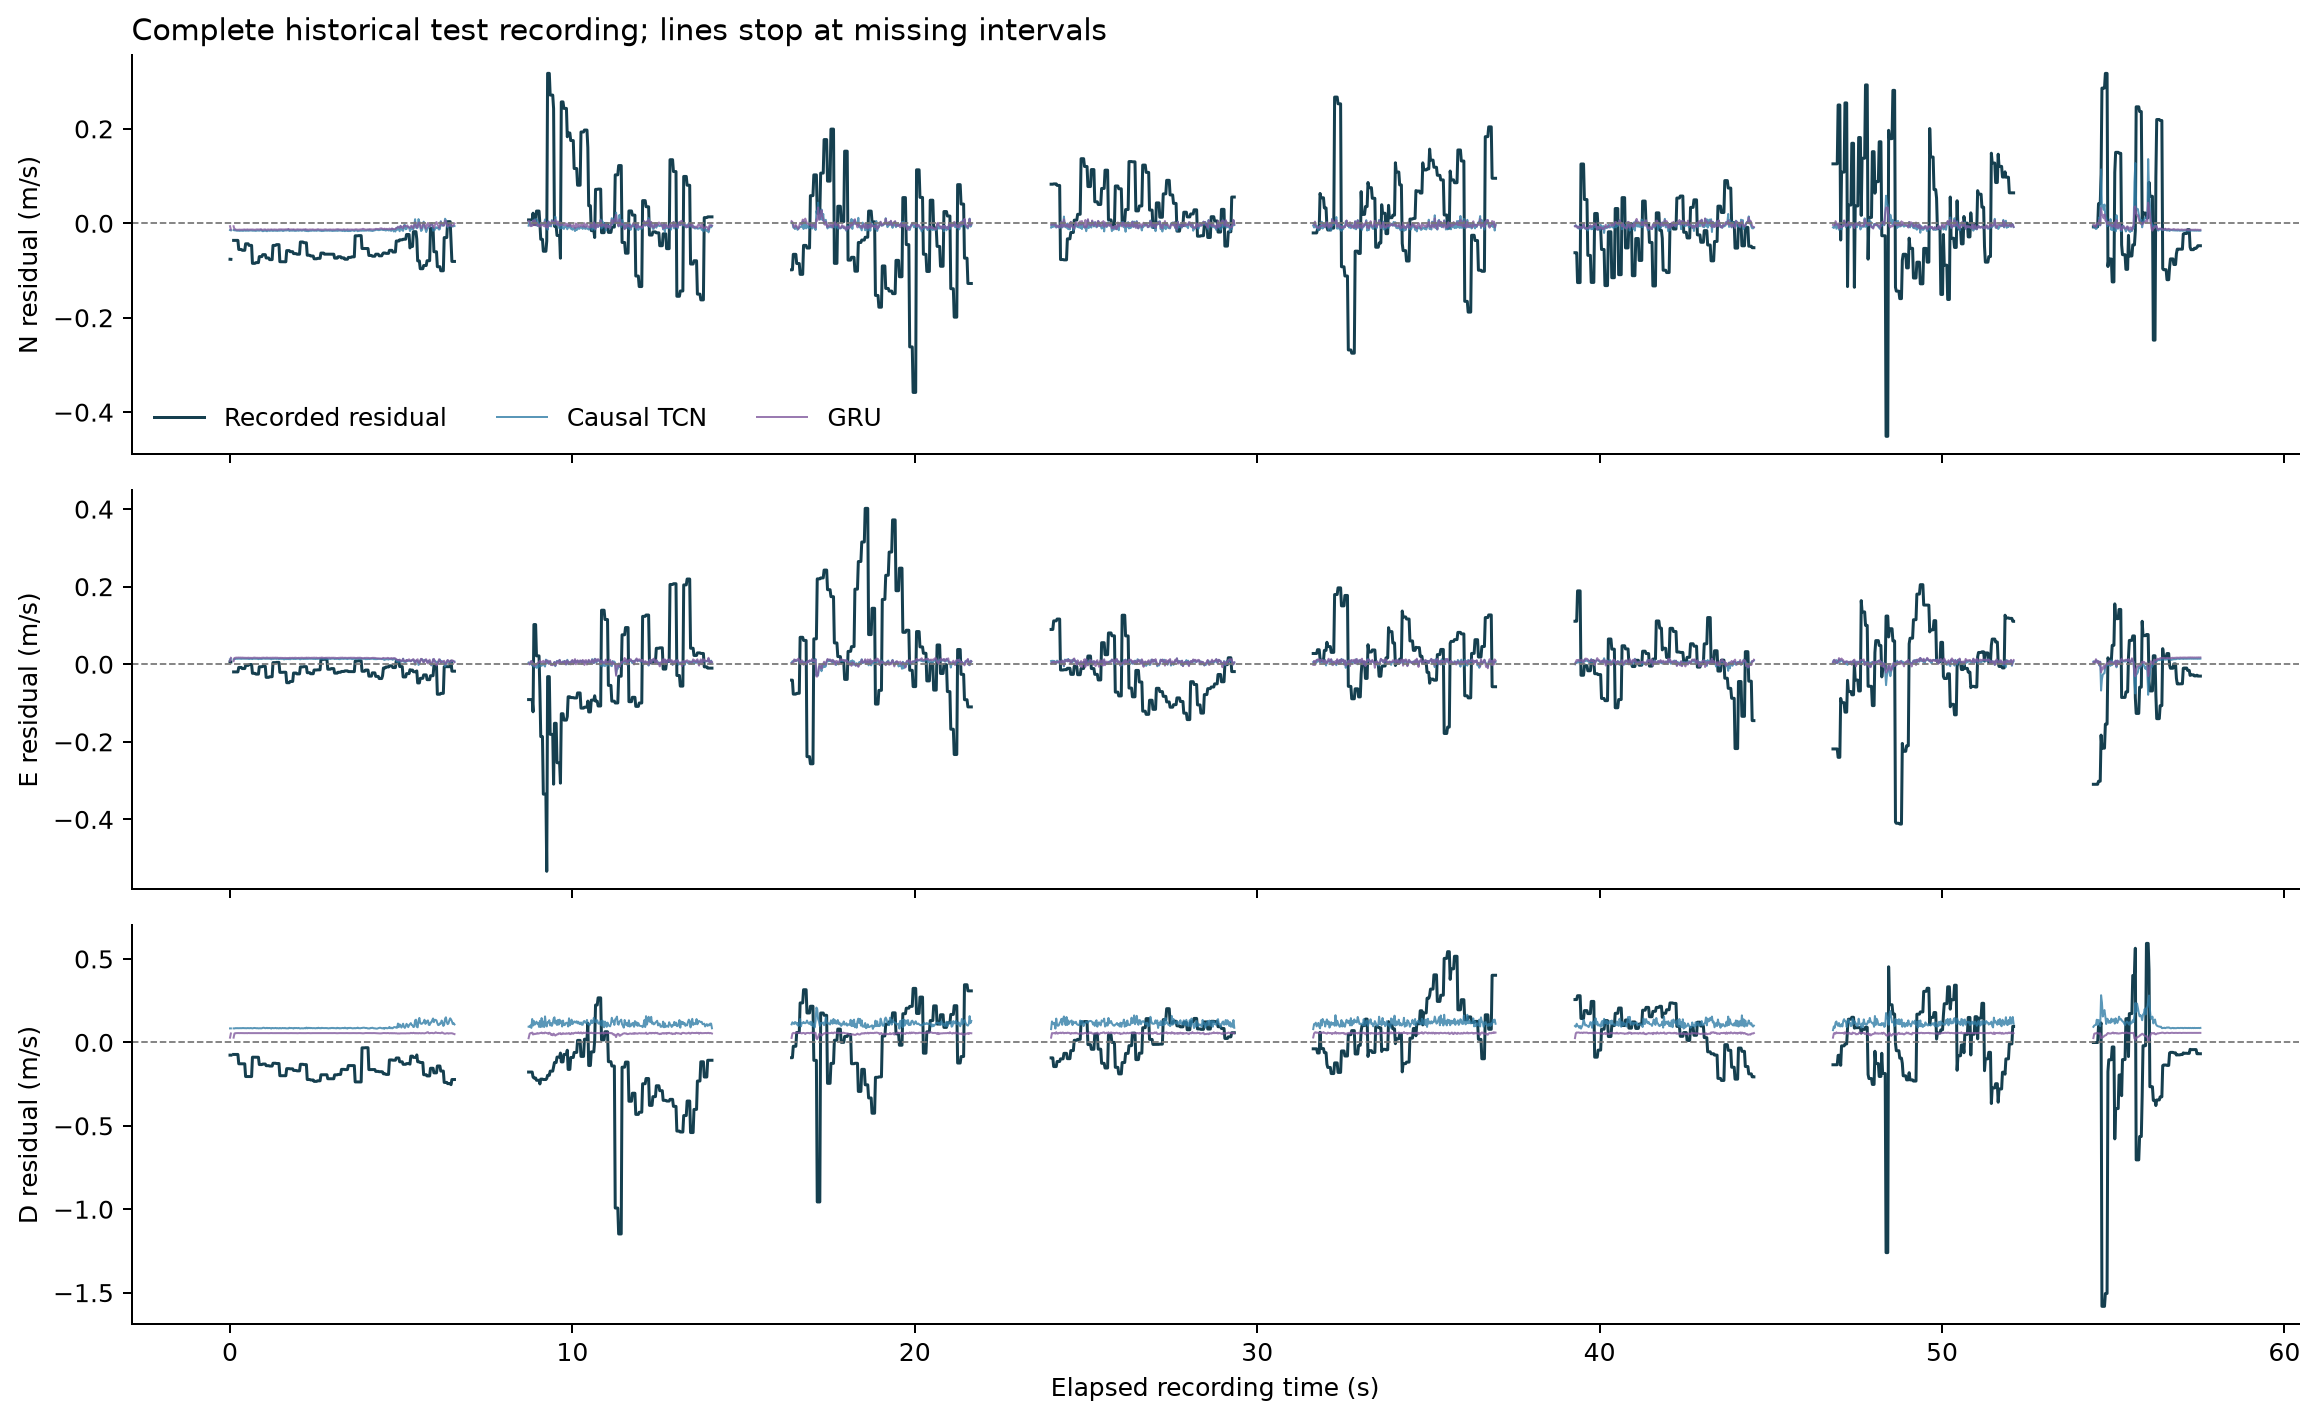 Complete historical test recording; lines stop at missing intervals
N residual (m/s)
0.2
0.0
−0.2
−0.4
Recorded residual Causal TCN GRU
E residual (m/s)
0.4
0.2
0.0
−0.2
−0.4
D residual (m/s)
0.5
0.0
−0.5
−1.0
−1.5
0 10 20 30 40 50 60
Elapsed recording time (s)